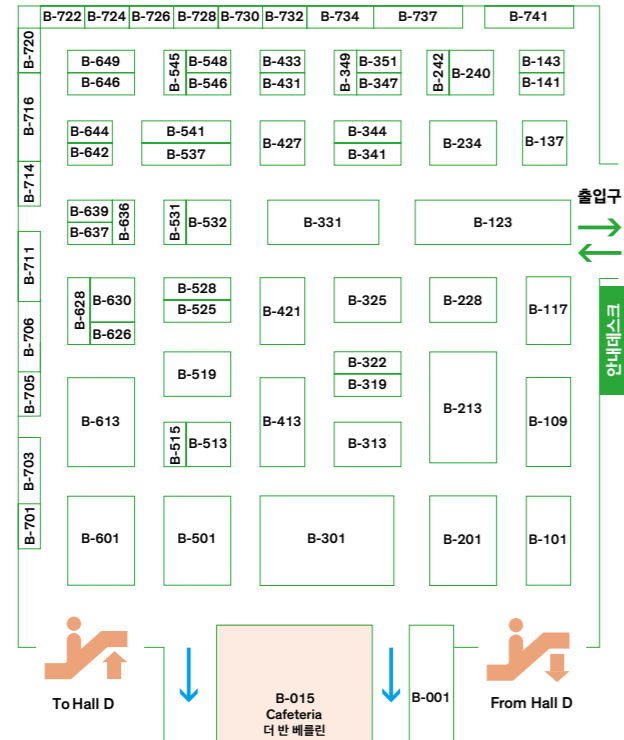 B-722 B-724 B-726 B-728 B-730 B-732 B-734 B-737 B-741
B-720
B-716
B-714
B-711
B-706
B-705
B-703
B-701
B-649
B-646
B-545
B-548
B-546
B-433
B-431
B-349
B-351
B-347
B-242
B-240
B-143
B-141
B-644
B-642
B-541
B-537
B-427
B-344
B-341
B-234
B-137
B-639
B-637
B-636
B-531
B-532
B-331
B-123
출입구
B-628
B-630
B-626
B-528
B-525
B-421
B-325
B-228
B-117
안내데스크
B-519
B-322
B-319
B-613
B-515
B-513
B-413
B-313
B-213
B-109
B-601
B-501
B-301
B-201
B-101
To Hall D
B-015
Cafeteria
더 반 베를린
B-001
From Hall D